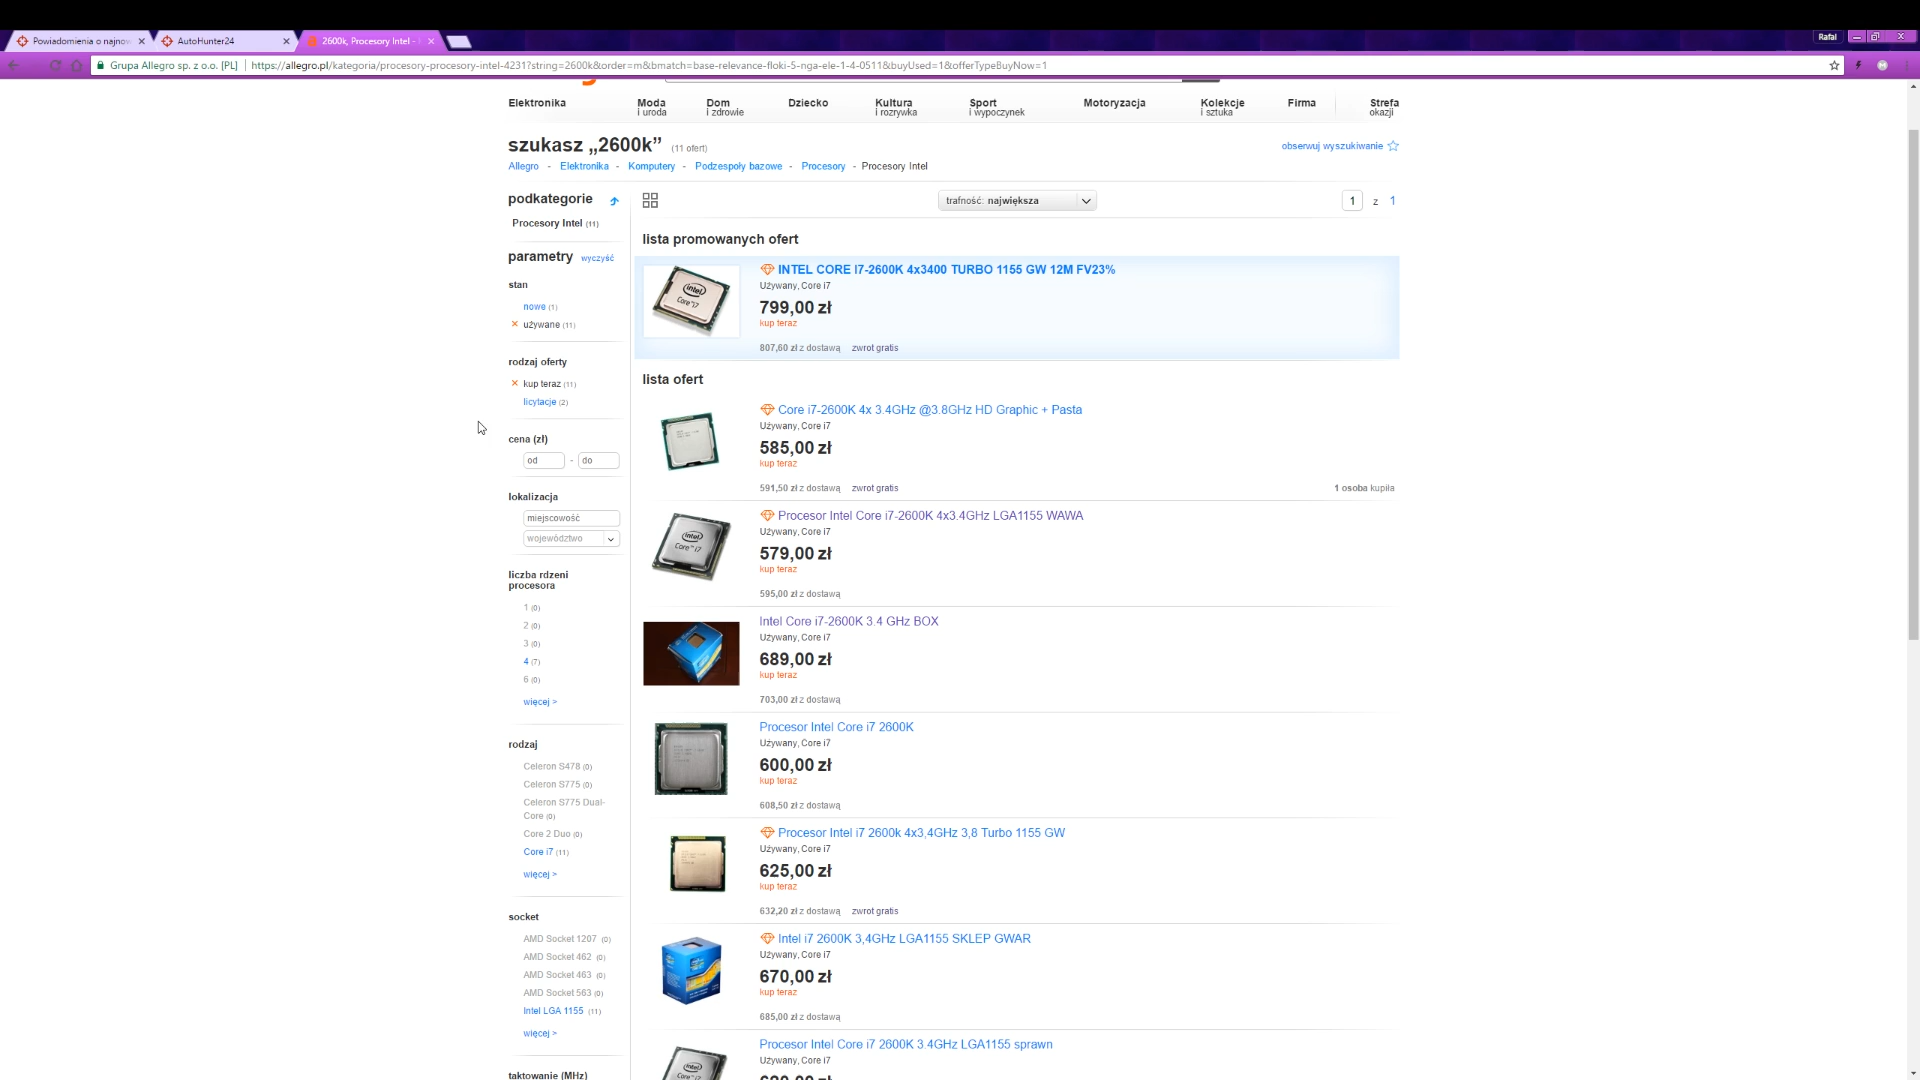 Powiadomienia o najnow
AutoHunter24
2600k, Procesory Intel -
Rafał
Grupa Allegro sp. z o.o. [PL]
https://allegro.pl/kategoria/procesory-procesory-intel-4231?string=2600k&order=m&bmatch=base-relevance-floki-5-nga-ele-1-4-0511&buyUsed=1&offerTypeBuyNow=1
Elektronika
Moda
i uroda
Dom
i zdrowie
Dziecko
Kultura
i rozrywka
Sport
i wypoczynek
Motoryzacja
Kolekcje
i sztuka
Firma
Strefa
okazji
szukasz „2600k” (11 ofert)
obserwuj wyszukiwanie
Allegro - Elektronika - Komputery - Podzespoły bazowe - Procesory - Procesory Intel
podkategorie
Procesory Intel (11)
parametry wyczyść
stan
nowe (1)
używane (11)
rodzaj oferty
kup teraz (11)
licytacje (2)
cena (zł)
od - do
lokalizacja
miejscowość
województwo
liczba rdzeni
procesora
1 (0)
2 (0)
3 (0)
4 (7)
6 (0)
więcej >
rodzaj
Celeron S478 (0)
Celeron S775 (0)
Celeron S775 Dual-
Core (0)
Core 2 Duo (0)
Core i7 (11)
więcej >
socket
AMD Socket 1207 (0)
AMD Socket 462 (0)
AMD Socket 463 (0)
AMD Socket 563 (0)
Intel LGA 1155 (11)
więcej >
taktowanie (MHz)
trafność: największa
1 z 1
lista promowanych ofert
intel
Core i7
INTEL CORE I7-2600K 4x3400 TURBO 1155 GW 12M FV23%
Używany, Core i7
799,00 zł
kup teraz
807,60 zł z dostawą zwrot gratis
lista ofert
Core i7-2600K 4x 3.4GHz @3.8GHz HD Graphic + Pasta
Używany, Core i7
585,00 zł
kup teraz
591,50 zł z dostawą zwrot gratis
1 osoba kupiła
intel
Core i7
Procesor Intel Core i7-2600K 4x3.4GHz LGA1155 WAWA
Używany, Core i7
579,00 zł
kup teraz
595,00 zł z dostawą
Intel Core i7-2600K 3.4 GHz BOX
Używany, Core i7
689,00 zł
kup teraz
703,00 zł z dostawą
Procesor Intel Core i7 2600K
Używany, Core i7
600,00 zł
kup teraz
608,50 zł z dostawą
Procesor Intel i7 2600k 4x3,4GHz 3,8 Turbo 1155 GW
Używany, Core i7
625,00 zł
kup teraz
632,20 zł z dostawą zwrot gratis
Intel i7 2600K 3,4GHz LGA1155 SKLEP GWAR
Używany, Core i7
670,00 zł
kup teraz
685,00 zł z dostawą
intel
Core i7
Procesor Intel Core i7 2600K 3.4GHz LGA1155 sprawn
Używany, Core i7